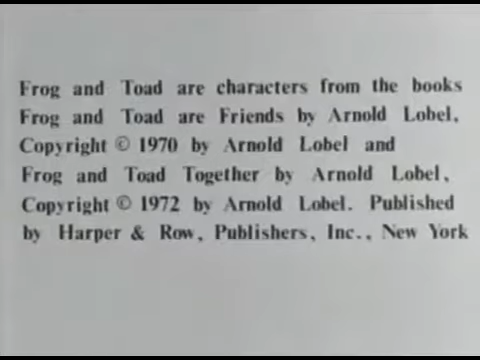 Frog and Toad are characters from the books
Frog and Toad are Friends by Arnold Lobel,
Copyright © 1970 by Arnold Lobel and
Frog and Toad Together by Arnold Lobel,
Copyright © 1972 by Arnold Lobel. Published
by Harper & Row, Publishers, Inc., New York